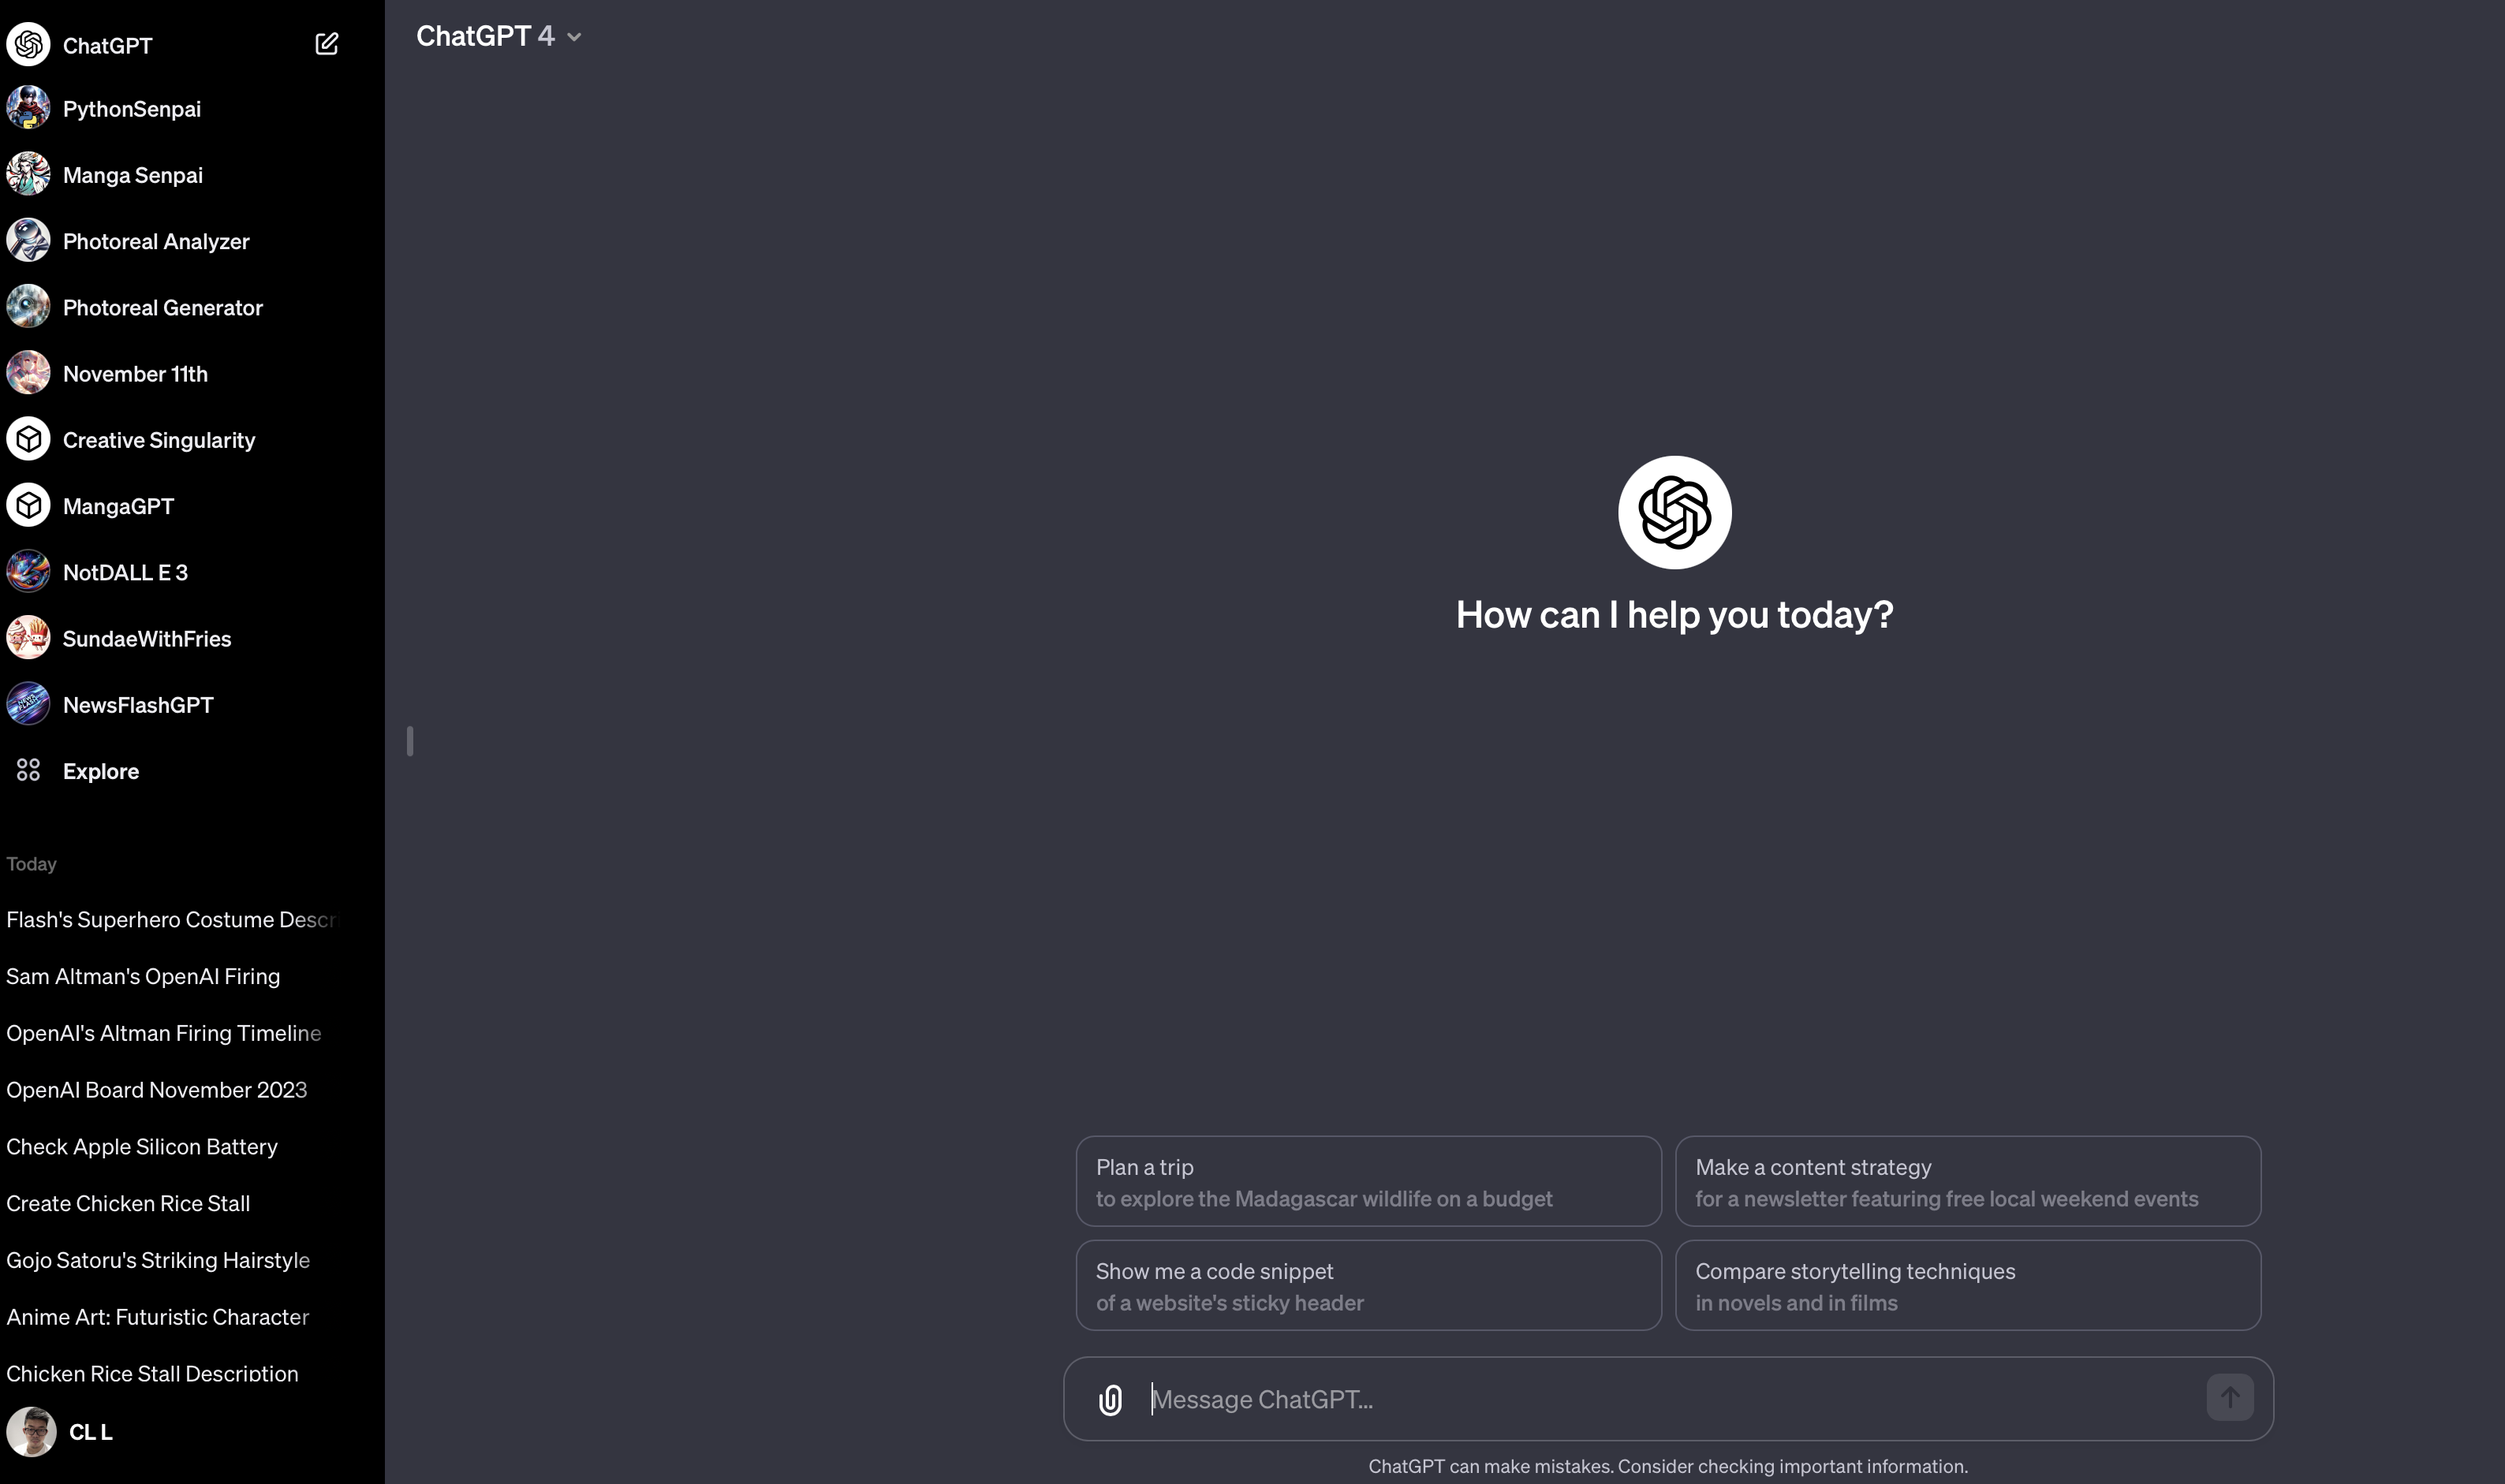 ChatGPT
PythonSenpai
Manga Senpai
Photoreal Analyzer
Photoreal Generator
November 11th
Creative Singularity
MangaGPT
NotDALL E 3
SundaeWithFries
NewsFlashGPT
Explore
Today
Flash's Superhero Costume Descri
Sam Altman's OpenAI Firing
OpenAI's Altman Firing Timeline
OpenAI Board November 2023
Check Apple Silicon Battery
Create Chicken Rice Stall
Gojo Satoru's Striking Hairstyle
Anime Art: Futuristic Character
Chicken Rice Stall Description
CL L
ChatGPT 4
How can I help you today?
Plan a trip
to explore the Madagascar wildlife on a budget
Make a content strategy
for a newsletter featuring free local weekend events
Show me a code snippet
of a website's sticky header
Compare storytelling techniques
in novels and in films
Message ChatGPT...
ChatGPT can make mistakes. Consider checking important information.